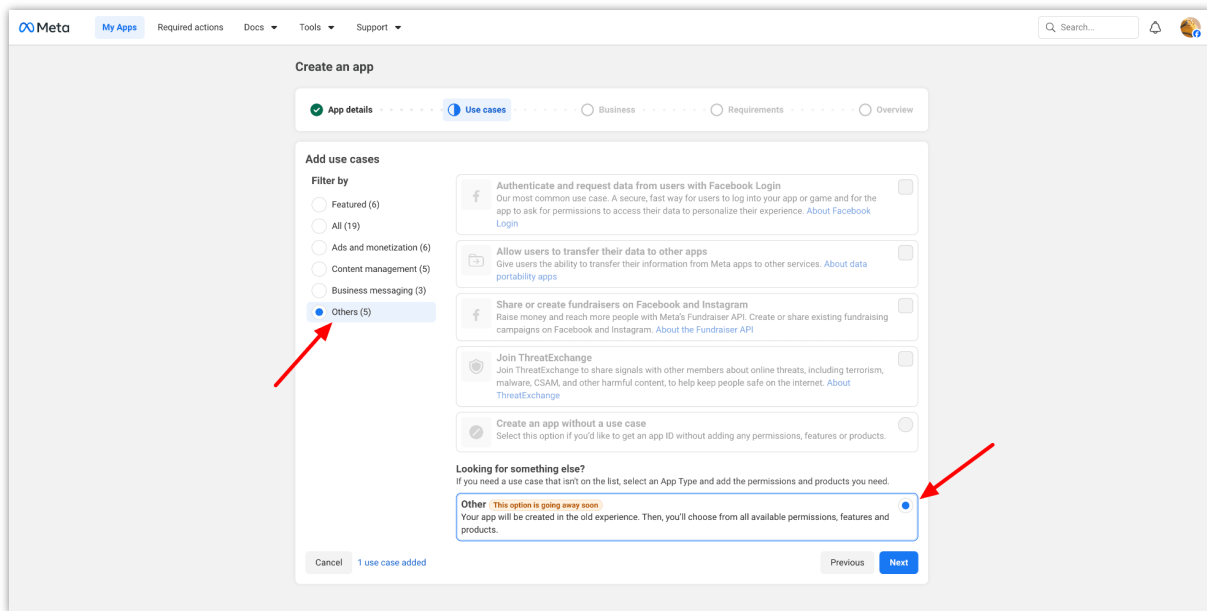 Meta
My Apps
Required actions
Docs
Tools
Support
Search...
Create an app
App details
Use cases
Business
Requirements
Overview
Add use cases
Filter by
Featured (6)
All (19)
Ads and monetization (6)
Content management (5)
Business messaging (3)
Others (5)
Authenticate and request data from users with Facebook Login
Our most common use case. A secure, fast way for users to log into your app or game and for the
app to ask for permissions to access their data to personalize their experience. About Facebook
Login
Allow users to transfer their data to other apps
Give users the ability to transfer their information from Meta apps to other services. About data
portability apps
Share or create fundraisers on Facebook and Instagram
Raise money and reach more people with Meta's Fundraiser API. Create or share existing fundraising
campaigns on Facebook and Instagram. About the Fundraiser API
Join ThreatExchange
Join ThreatExchange to share signals with other members about online threats, including terrorism,
malware, CSAM, and other harmful content, to help keep people safe on the internet. About
ThreatExchange
Create an app without a use case
Select this option if you'd like to get an app ID without adding any permissions, features or products.
Looking for something else?
If you need a use case that isn't on the list, select an App Type and add the permissions and products you need.
Other This option is going away soon
Your app will be created in the old experience. Then, you'll choose from all available permissions, features and
products.
Cancel
1 use case added
Previous
Next